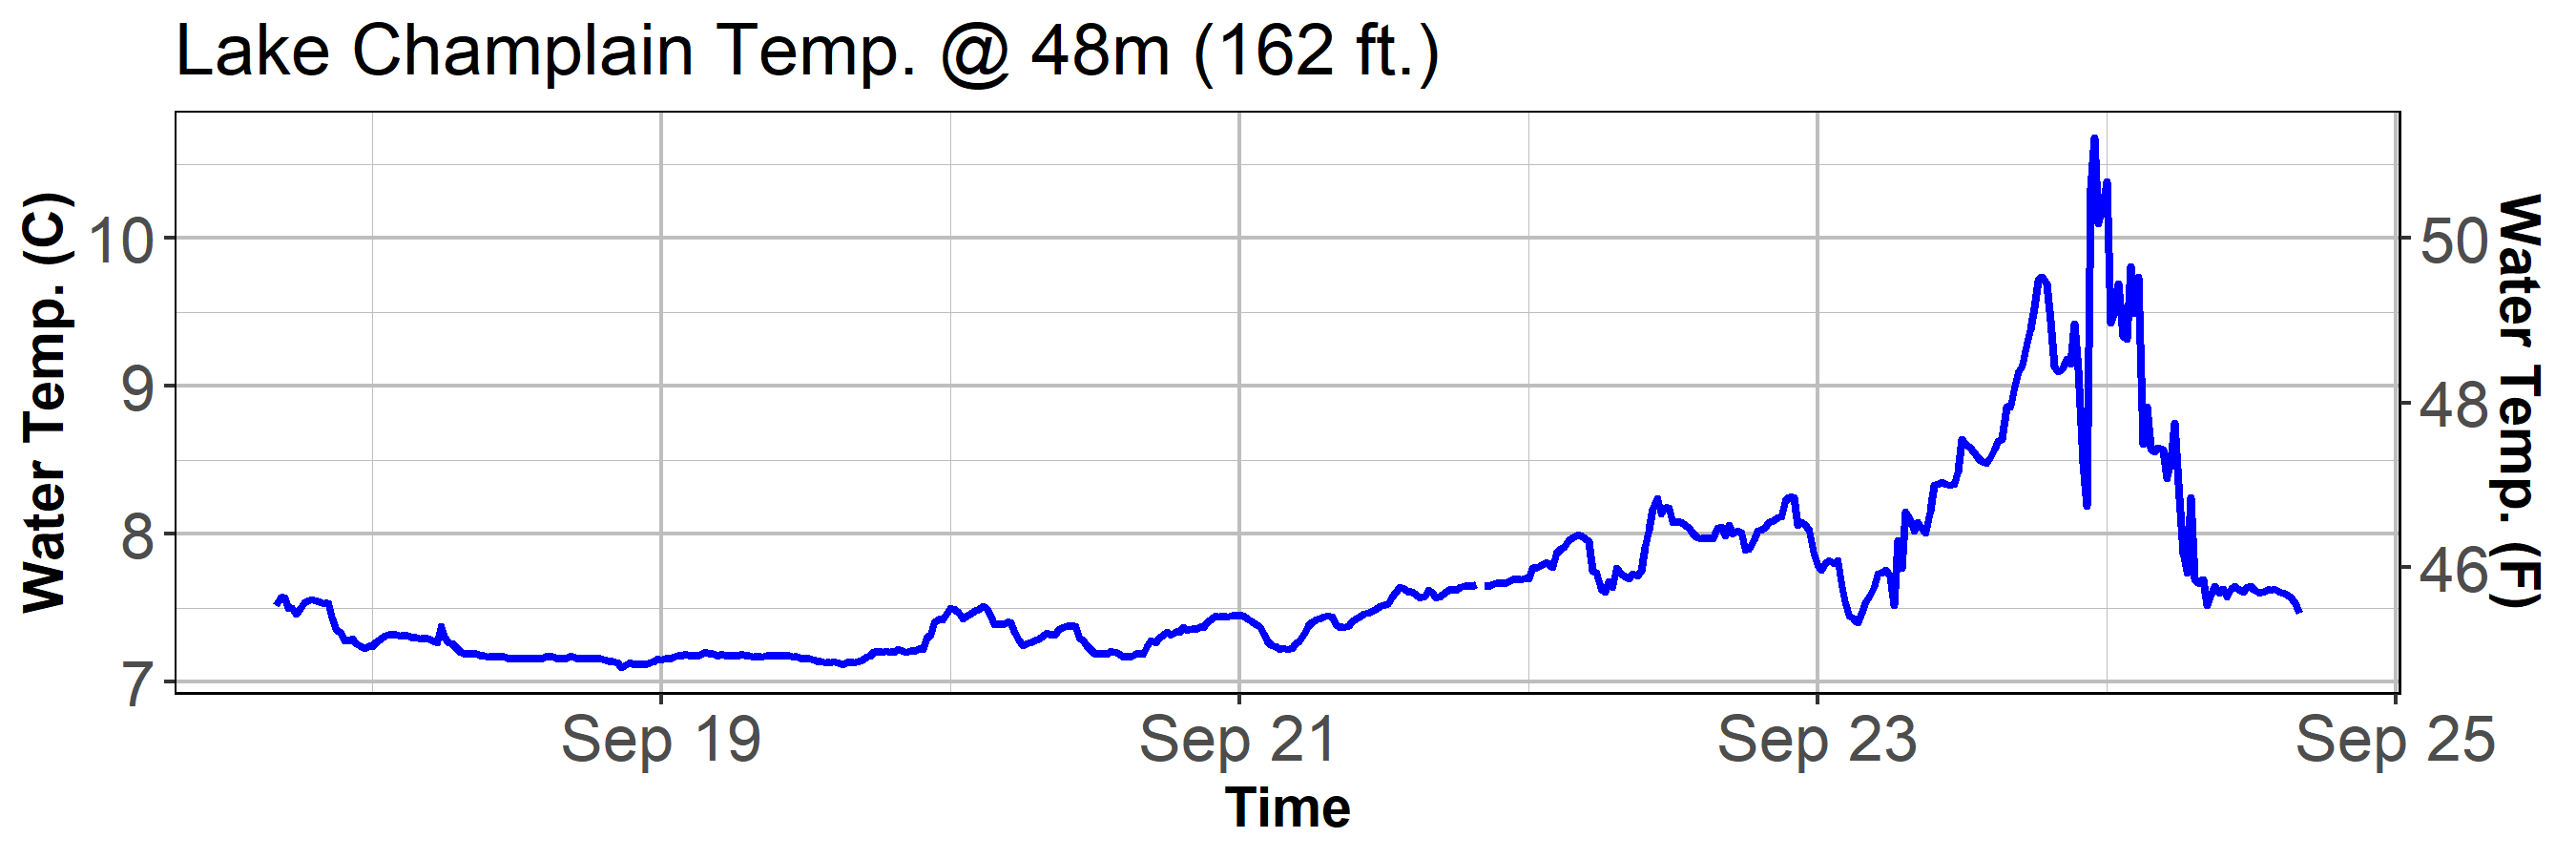 Lake Champlain Temp. @ 48m (162 ft.)
Water Temp. (C)
10
9
8
7
50
48
46
Water Temp. (F)
Sep 19
Sep 21
Sep 23
Sep 25
Time